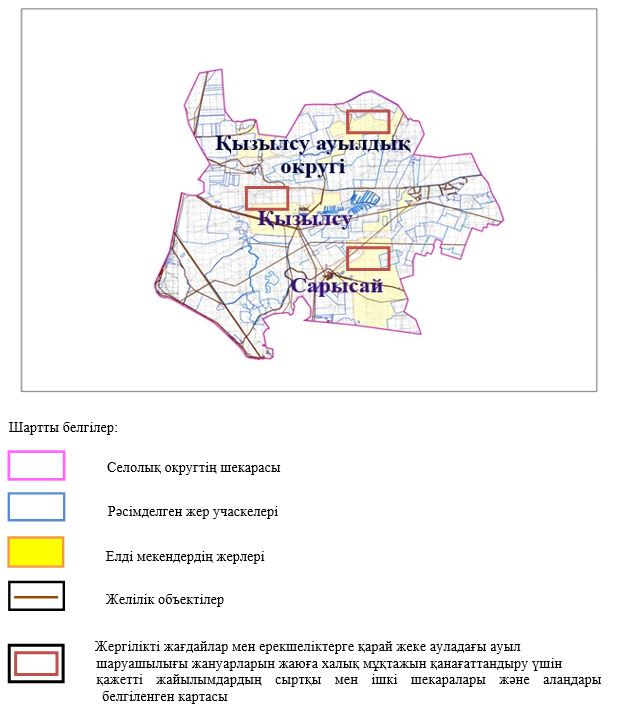 Қызылсу ауылдық
округі
Қызылсу
Сарысай
Шартты белгілер:
Селолық округтің шекарасы
Рәсімделген жер учаскелері
Елді мекендердің жерлері
Желілік объектілер
Жергілікті жағдайлар мен ерекшеліктерге қарай жеке ауладағы ауыл
шаруашылығы жануарларын жаюға халық мұқтажын қанағаттандыру үшін
қажетті жайылымдардың сыртқы мен ішкі шекаралары және алаңдары
белгіленген картасы